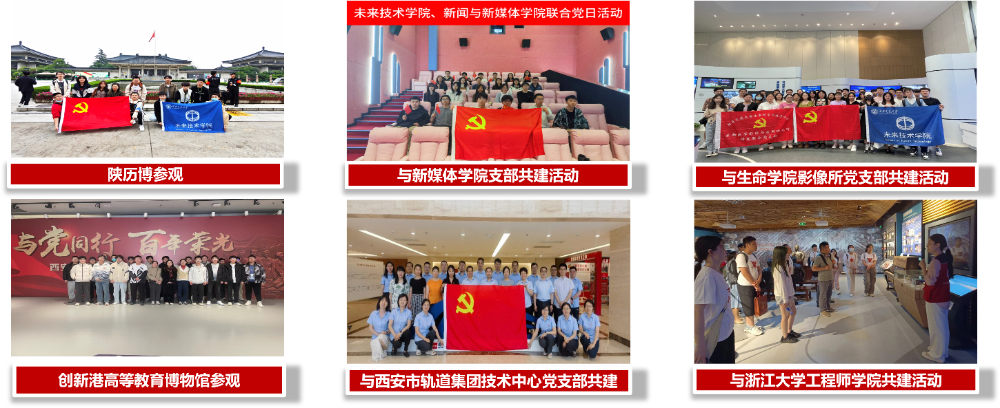 未来技术学院、新闻与新媒体学院联合党日活动
未来技术学院
未来技术学院
School of Future Technology
陕历博参观
与新媒体学院支部共建活动
与生命学院影像所党支部共建活动
与党同行 百年荣光
西安
创新港高等教育博物馆参观
与西安市轨道集团技术中心党支部共建
与浙江大学工程师学院共建活动